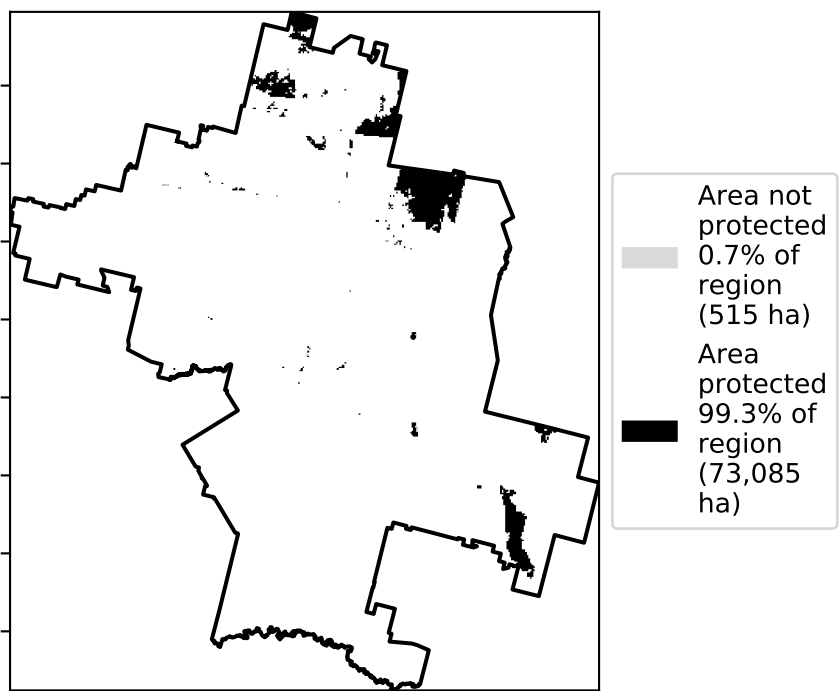 Area not
protected
0.7% of
region
(515 ha)
Area
protected
99.3% of
region
(73,085
ha)